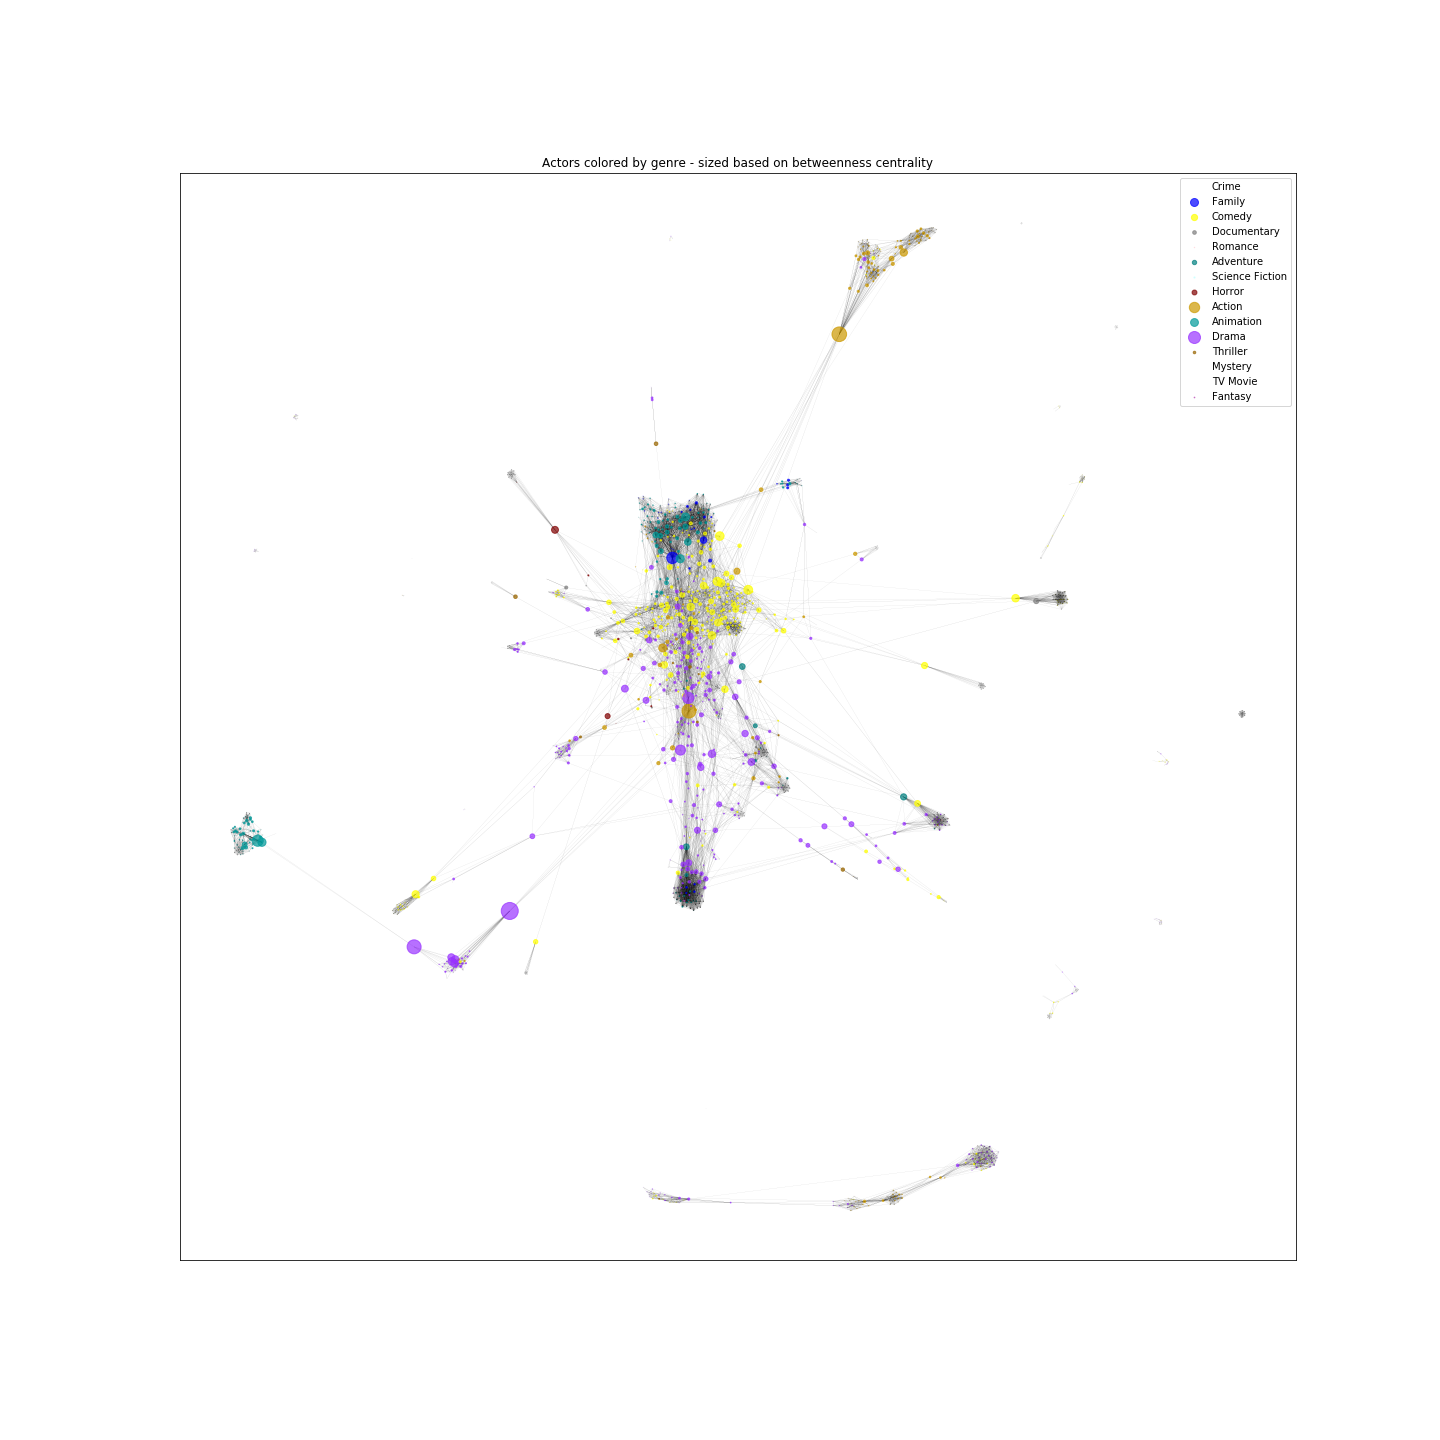 Actors colored by genre - sized based on betweenness centrality
Crime
Family
Comedy
Documentary
Romance
Adventure
Science Fiction
Horror
Action
Animation
Drama
Thriller
Mystery
TV Movie
Fantasy